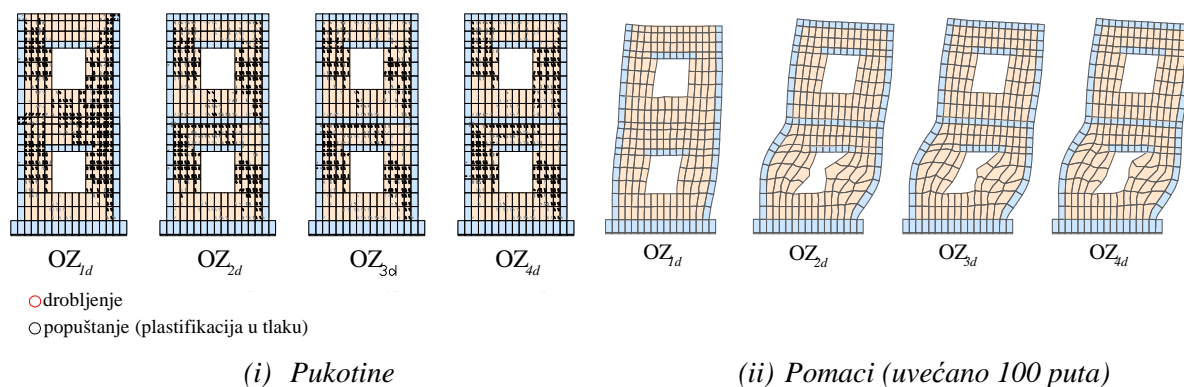 OZ1d OZ2d OZ3d OZ4d OZ1d OZ2d OZ3d OZ4d
drobljenje
popuštanje (plastifikacija u tlaku)
(i) Pukotine (ii) Pomaci (uvećano 100 puta)